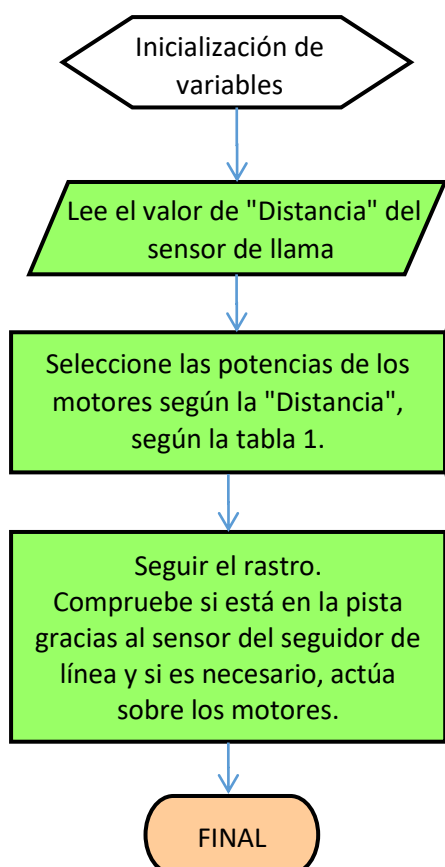 Inicialización de
variables
Lee el valor de "Distancia" del
sensor de llama
Seleccione las potencias de los
motores según la "Distancia",
según la tabla 1.
Seguir el rastro.
Compruebe si está en la pista
gracias al sensor del seguidor de
línea y si es necesario, actúa
sobre los motores.
FINAL